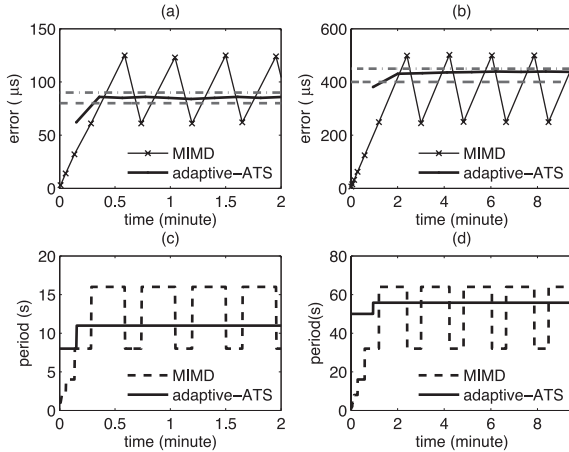 (a)
150
100
50
0
error ( μs)
MIMD
adaptive−ATS
0
0.5
1
1.5
2
time (minute)
(b)
600
400
200
0
error ( μs)
MIMD
adaptive−ATS
0
2
4
6
8
time (minute)
(c)
20
15
10
5
0
period (s)
MIMD
adaptive−ATS
0
0.5
1
1.5
2
time (minute)
(d)
80
60
40
20
0
period(s)
MIMD
adaptive−ATS
0
2
4
6
8
time (minute)